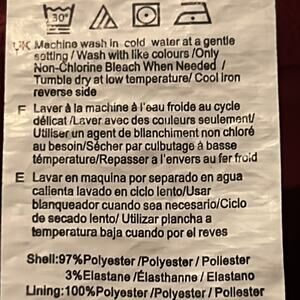 30°
UK Machine wash in cold water at a gentle
setting / Wash with like colours /Only
Non-Chlorine Bleach When Needed /
Tumble dry at low temperature/ Cool iron
reverse side
F Laver à la machine à l'eau froide au cycle
délicat /Laver avec des couleurs seulement/
Utiliser un agent de bllanchiment non chloré
au besoin/Sécher par culbutage à basse
témpérature/Repasser a l'envers au fer froid
E Lavar en maquina por separado en agua
calienta lavado en ciclo lento/Usar
blanqueador cuando sea necesario/Ciclo
de secado lento/ Utilizar plancha a
temperatura baja cuando por el reves
Shell:97%Polyester /Polyester / Poliester
3%Elastane /Élasthanne / Elastano
Lining:100%Polyester /Polyester / Poliester